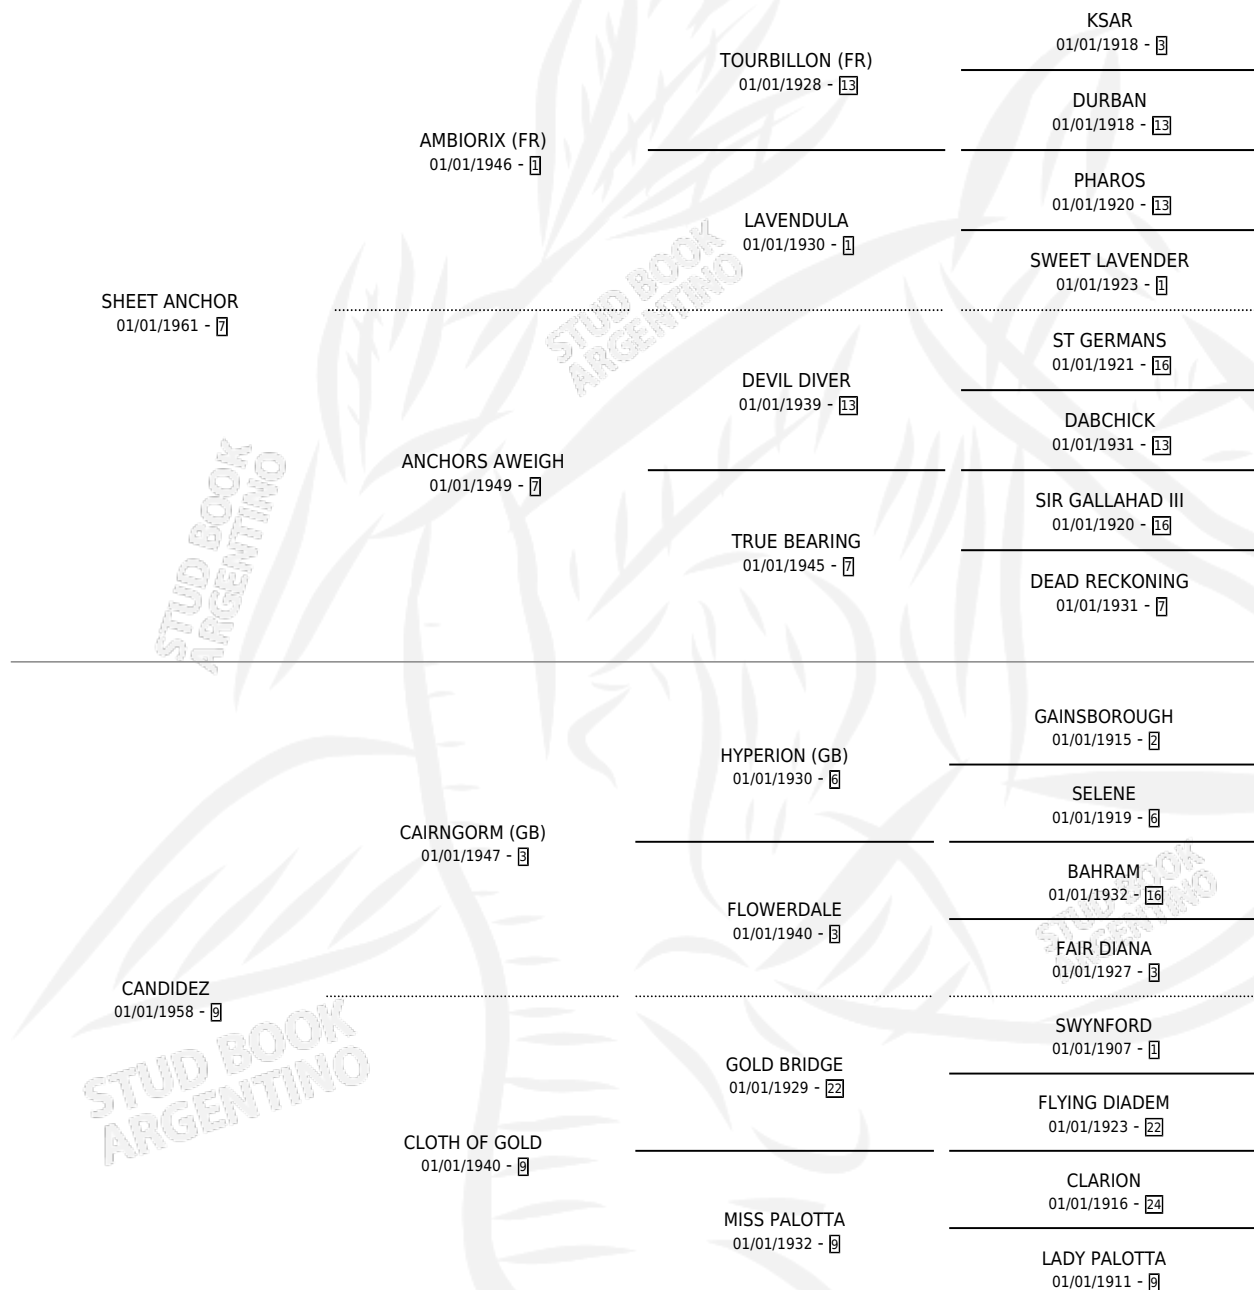 KSAR
01/01/1918 - 3
TOURBILLON (FR)
01/01/1928 - 13
DURBAN
01/01/1918 - 13
AMBIORIX (FR)
01/01/1946 - 1
PHAROS
01/01/1920 - 13
LAVENDULA
01/01/1930 - 1
SWEET LAVENDER
01/01/1923 - 1
SHEET ANCHOR
01/01/1961 - 7
ST GERMANS
01/01/1921 - 16
DEVIL DIVER
01/01/1939 - 13
DABCHICK
01/01/1931 - 13
ANCHORS AWEIGH
01/01/1949 - 7
SIR GALLAHAD III
01/01/1920 - 16
TRUE BEARING
01/01/1945 - 7
DEAD RECKONING
01/01/1931 - 7
GAINSBOROUGH
01/01/1915 - 2
HYPERION (GB)
01/01/1930 - 6
SELENE
01/01/1919 - 6
CAIRNGORM (GB)
01/01/1947 - 3
BAHRAM
01/01/1932 - 16
FLOWERDALE
01/01/1940 - 3
FAIR DIANA
01/01/1927 - 3
CANDIDEZ
01/01/1958 - 9
SWYNFORD
01/01/1907 - 1
GOLD BRIDGE
01/01/1929 - 22
FLYING DIADEM
01/01/1923 - 22
CLOTH OF GOLD
01/01/1940 - 9
CLARION
01/01/1916 - 24
MISS PALOTTA
01/01/1932 - 9
LADY PALOTTA
01/01/1911 - 9
STUD BOOK
ARGENTINO
STUD BOOK
ARGENTINO
STUD BOOK
ARGENTINO
STUD BOOK
ARGENTINO